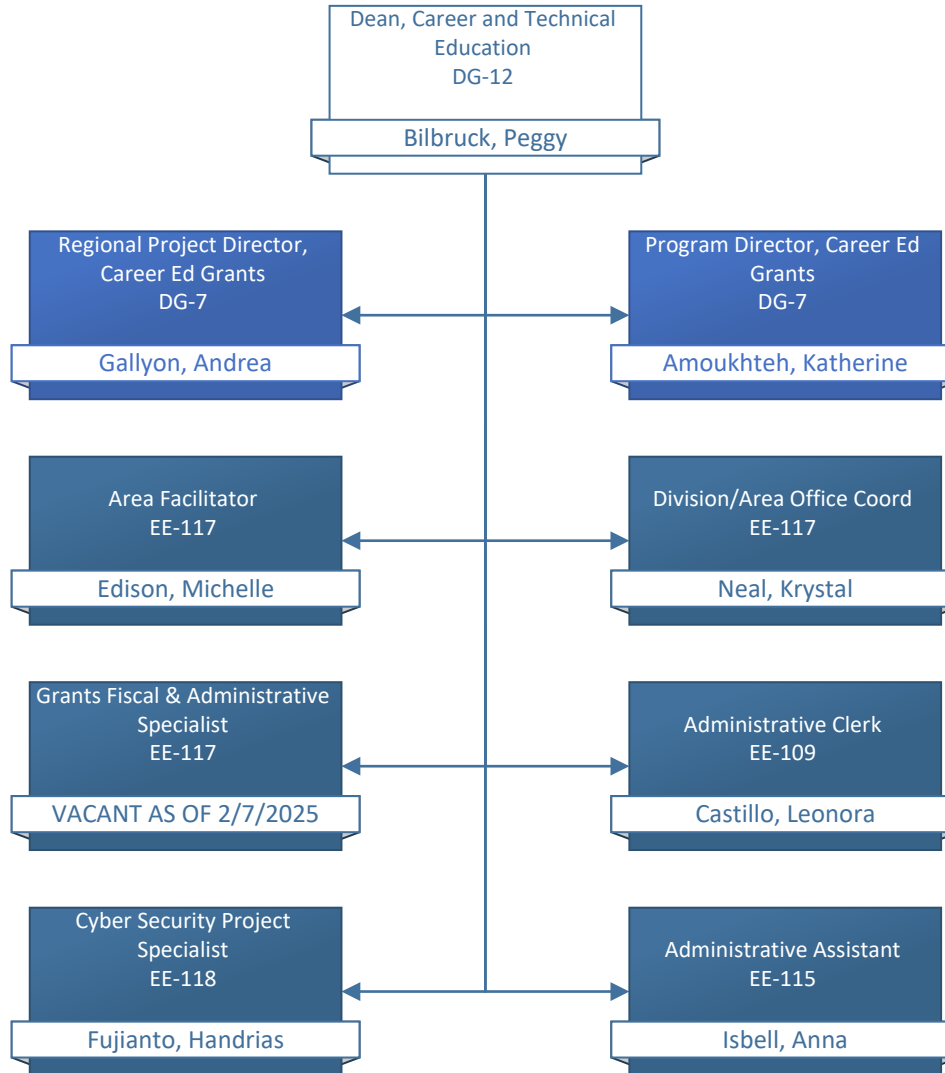 Dean, Career and Technical
Education
DG-12
Bilbruck, Peggy
Regional Project Director,
Career Ed Grants
DG-7
Gallyon, Andrea
Program Director, Career Ed
Grants
DG-7
Amoukhteh, Katherine
Area Facilitator
EE-117
Edison, Michelle
Division/Area Office Coord
EE-117
Neal, Krystal
Grants Fiscal & Administrative
Specialist
EE-117
VACANT AS OF 2/7/2025
Administrative Clerk
EE-109
Castillo, Leonora
Cyber Security Project
Specialist
EE-118
Fujianto, Handrias
Administrative Assistant
EE-115
Isbell, Anna